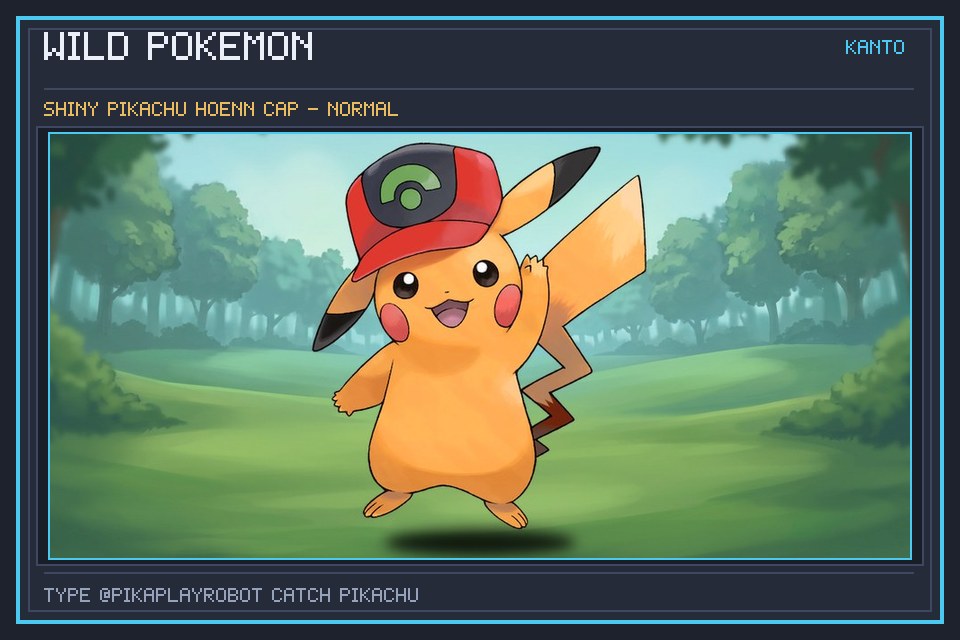 WILD POKEMON
KANTO
SHINY PIKACHU HOENN CAP - NORMAL
TYPE @PIKAPLAYROBOT CATCH PIKACHU